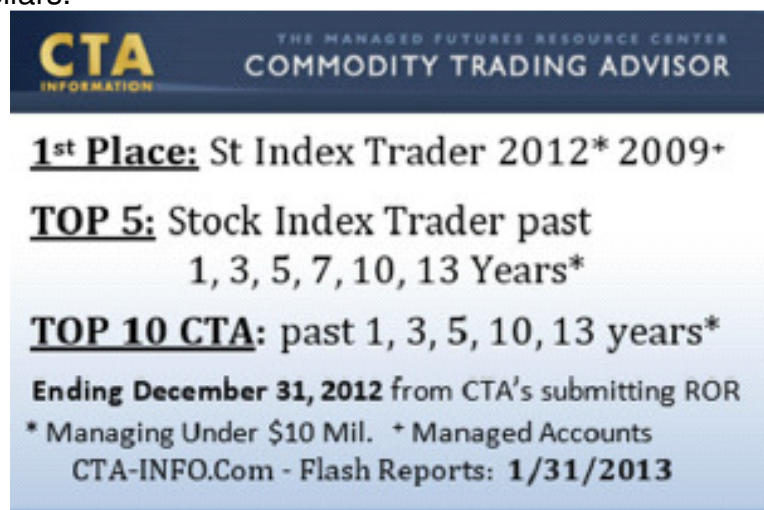 llars.
CTA
INFORMATION
THE MANAGED FUTURES RESOURCE CENTER
COMMODITY TRADING ADVISOR
1st Place: St Index Trader 2012* 2009+
TOP 5: Stock Index Trader past
1, 3, 5, 7, 10, 13 Years*
TOP 10 CTA: past 1, 3, 5, 10, 13 years*
Ending December 31, 2012 from CTA's submitting ROR
* Managing Under $10 Mil. + Managed Accounts
CTA-INFO.Com - Flash Reports: 1/31/2013